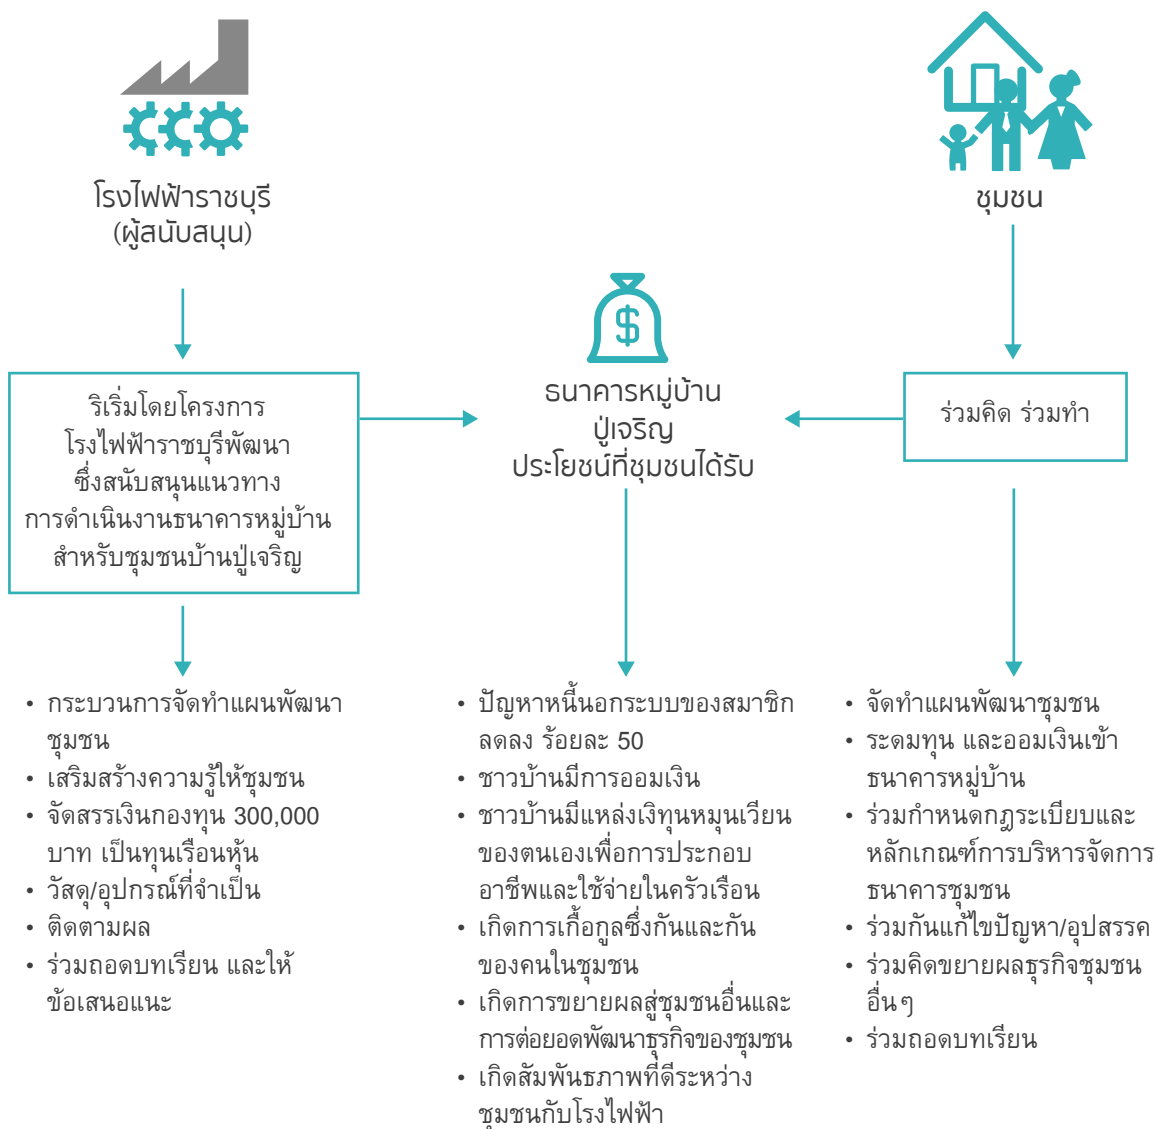 โรงไฟฟ้าราชบุรี
(ผู้สนับสนุน)
ริเริ่มโดยโครงการ
โรงไฟฟ้าราชบุรีพัฒนา
ซึ่งสนับสนุนแนวทาง
การดำเนินงานธนาคารหมู่บ้าน
สำหรับชุมชนบ้านปู่เจริญ
• กระบวนการจัดทำแผนพัฒนา
ชุมชน
• เสริมสร้างความรู้ให้ชุมชน
• จัดสรรเงินกองทุน 300,000
บาท เป็นทุนเรือนหุ้น
• วัสดุ/อุปกรณ์ที่จำเป็น
• ติดตามผล
• ร่วมถอดบทเรียน และให้
ข้อเสนอแนะ
$
ธนาคารหมู่บ้าน
ปู่เจริญ
ประโยชน์ที่ชุมชนได้รับ
• ปัญหาหนี้นอกระบบของสมาชิก
ลดลง ร้อยละ 50
• ชาวบ้านมีการออมเงิน
• ชาวบ้านมีแหล่งเงิทุนหมุนเวียน
ของตนเองเพื่อการประกอบ
อาชีพและใช้จ่ายในครัวเรือน
• เกิดการเกื้อกูลซึ่งกันและกัน
ของคนในชุมชน
• เกิดการขยายผลสู่ชุมชนอื่นและ
การต่อยอดพัฒนาธุรกิจของชุมชน
• เกิดสัมพันธภาพที่ดีระหว่าง
ชุมชนกับโรงไฟฟ้า
ชุมชน
ร่วมคิด ร่วมทำ
• จัดทำแผนพัฒนาชุมชน
• ระดมทุน และออมเงินเข้า
ธนาคารหมู่บ้าน
• ร่วมกำหนดกฎระเบียบและ
หลักเกณฑ์การบริหารจัดการ
ธนาคารชุมชน
• ร่วมกันแก้ไขปัญหา/อุปสรรค
• ร่วมคิดขยายผลธุรกิจชุมชน
อื่นๆ
• ร่วมถอดบทเรียน